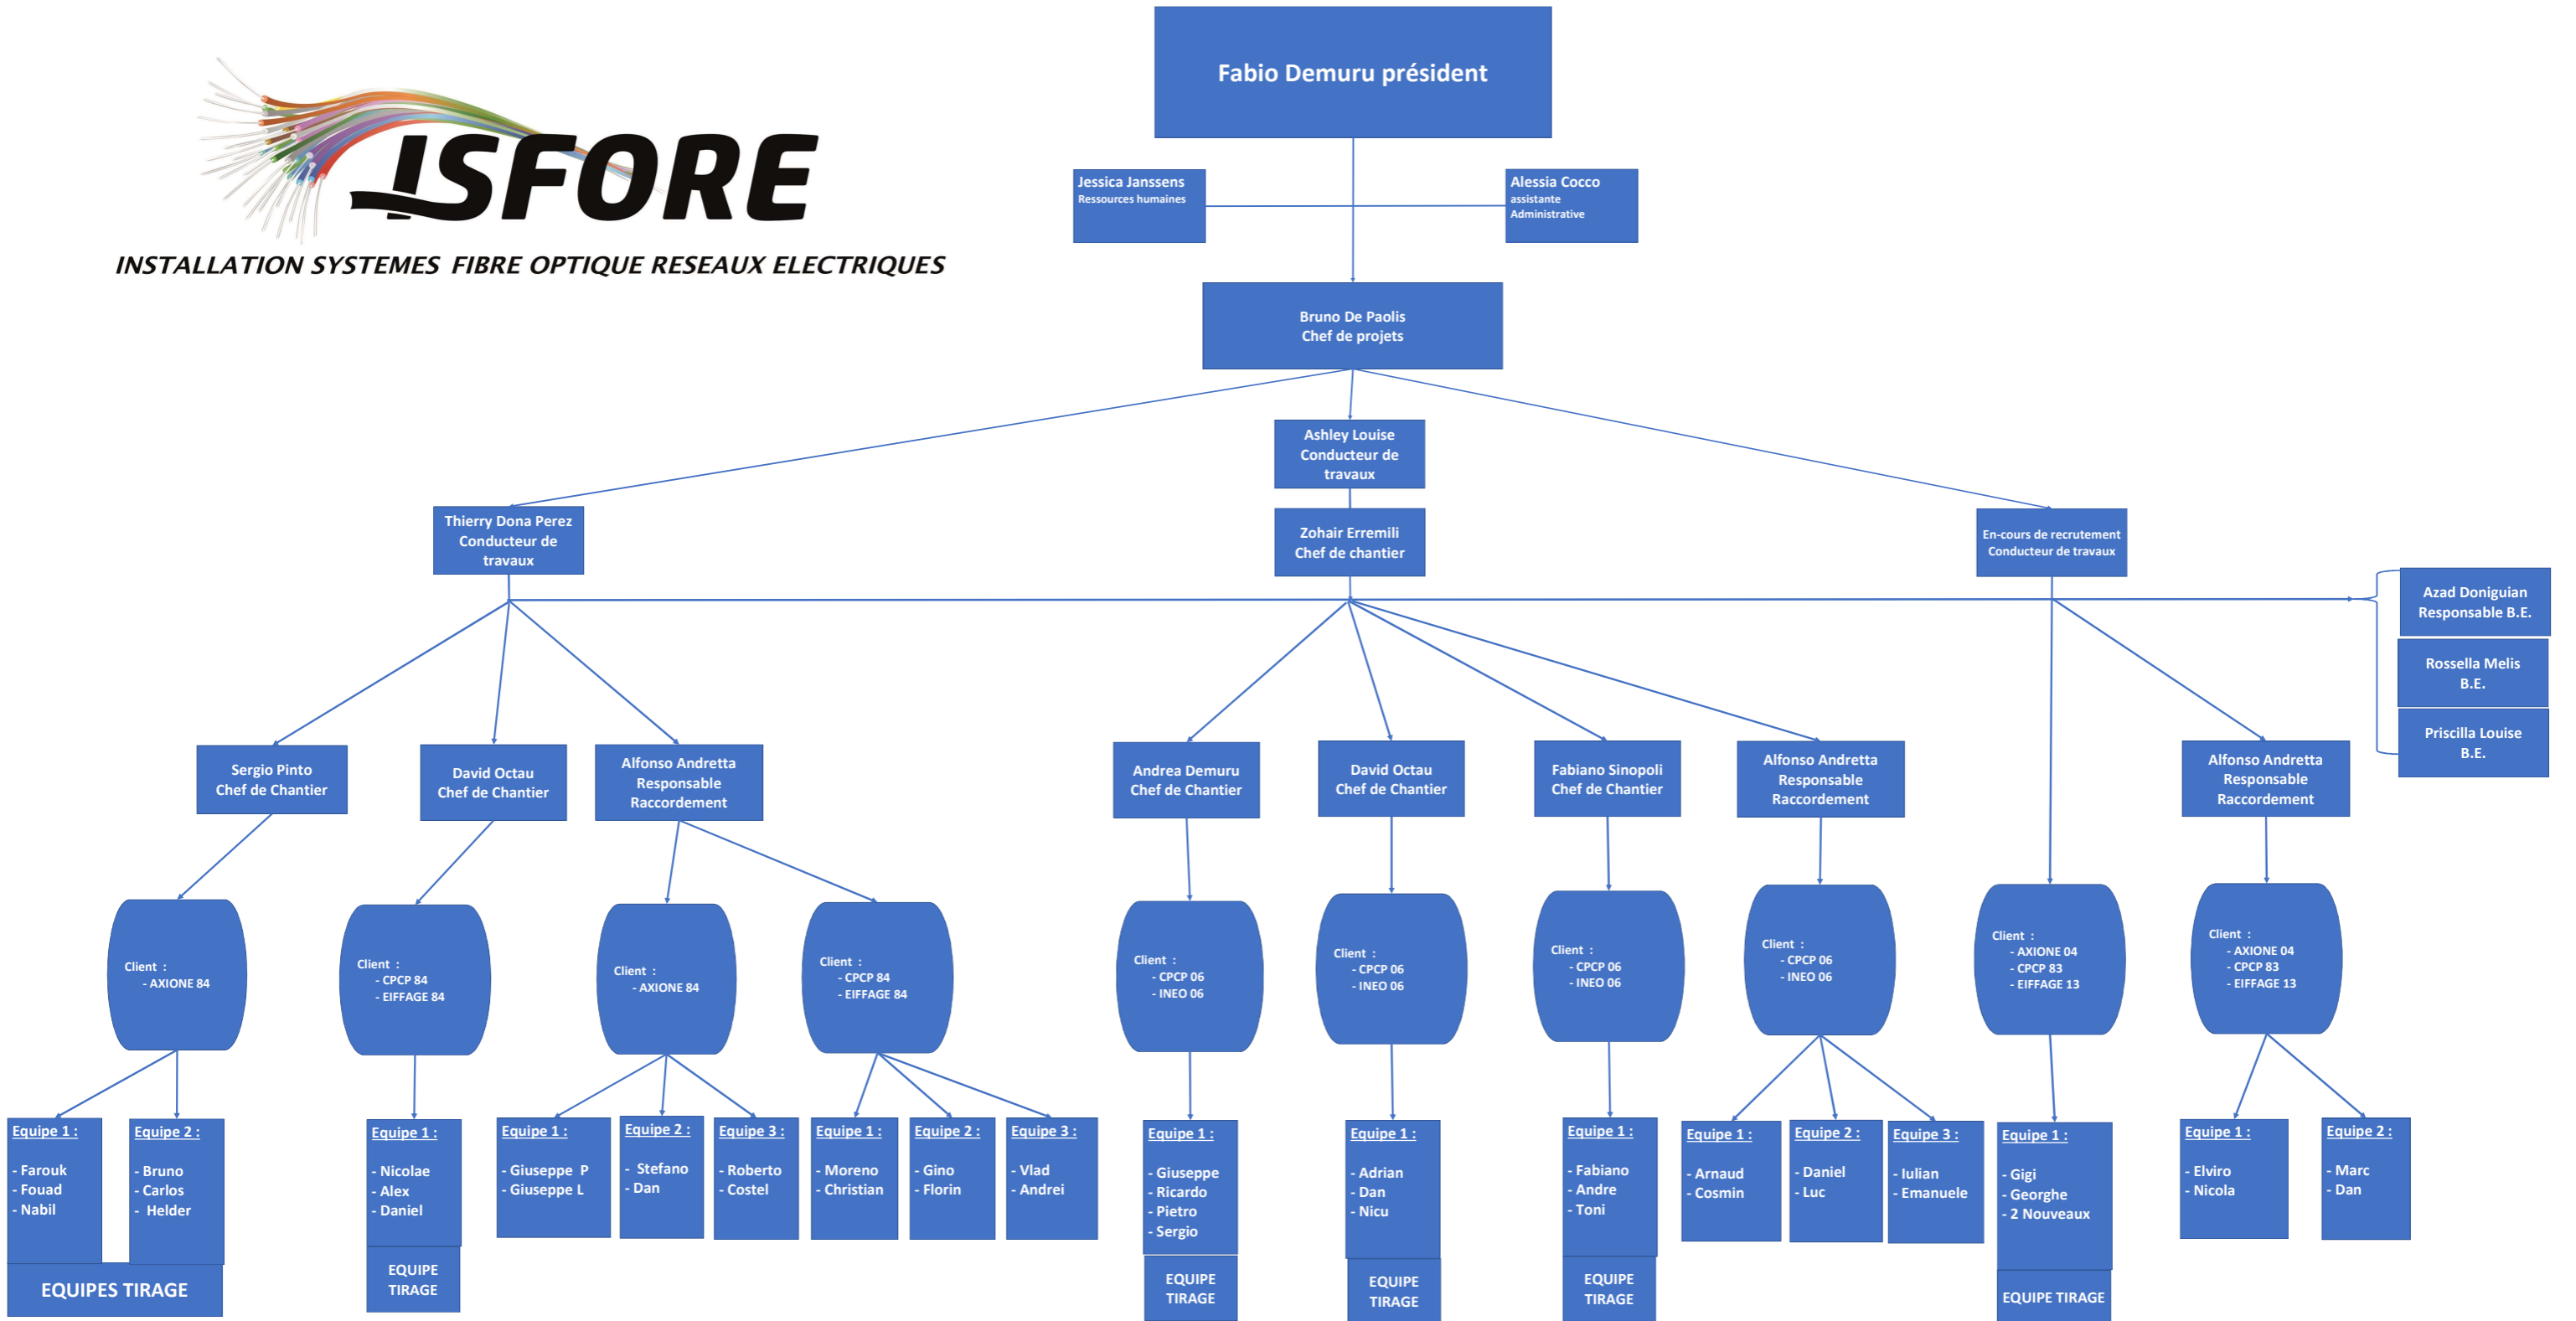 Fabio Demuru président
ISFORE
INSTALLATION SYSTEMES FIBRE OPTIQUE RESEAUX ELECTRIQUES
Jessica Janssens
Ressources humaines
Alessia Cocco
assistante
Administrative
Bruno De Paolis
Chef de projets
Ashley Louise
Conducteur de
travaux
Thierry Dona Perez
Conducteur de
travaux
Zohair Erremili
Chef de chantier
En-cours de recrutement
Conducteur de travaux
Azad Doniguian
Responsable B.E.
Rossella Melis
B.E.
Priscilla Louise
B.E.
Sergio Pinto
Chef de Chantier
David Octau
Chef de Chantier
Alfonso Andretta
Responsable
Raccordement
Andrea Demuru
Chef de Chantier
David Octau
Chef de Chantier
Fabiano Sinopoli
Chef de Chantier
Alfonso Andretta
Responsable
Raccordement
Alfonso Andretta
Responsable
Raccordement
Client :
- AXIONE 84
Client :
- CPCP 84
- EIFFAGE 84
Client :
- AXIONE 84
Client :
- CPCP 84
- EIFFAGE 84
Client :
- CPCP 06
- INEO 06
Client :
- CPCP 06
- INEO 06
Client :
- CPCP 06
- INEO 06
Client :
- CPCP 06
- INEO 06
Client :
- AXIONE 04
- CPCP 83
- EIFFAGE 13
Client :
- AXIONE 04
- CPCP 83
- EIFFAGE 13
Equipe 1 :
- Farouk
- Fouad
- Nabil
Equipe 2 :
- Bruno
- Carlos
- Helder
EQUIPES TIRAGE
Equipe 1 :
- Nicolae
- Alex
- Daniel
EQUIPE
TIRAGE
Equipe 1 :
- Giuseppe P
- Giuseppe L
Equipe 2 :
- Stefano
- Dan
Equipe 3 :
- Roberto
- Costel
Equipe 1 :
- Moreno
- Christian
Equipe 2 :
- Gino
- Florin
Equipe 3 :
- Vlad
- Andrei
Equipe 1 :
- Giuseppe
- Ricardo
- Pietro
- Sergio
EQUIPE
TIRAGE
Equipe 1 :
- Adrian
- Dan
- Nicu
EQUIPE
TIRAGE
Equipe 1 :
- Fabiano
- Andre
- Toni
EQUIPE
TIRAGE
Equipe 1 :
- Arnaud
- Cosmin
Equipe 2 :
- Daniel
- Luc
Equipe 3 :
- Iulian
- Emanuele
Equipe 1 :
- Gigi
- Georghe
- 2 Nouveaux
EQUIPE TIRAGE
Equipe 1 :
- Elviro
- Nicola
Equipe 2 :
- Marc
- Dan